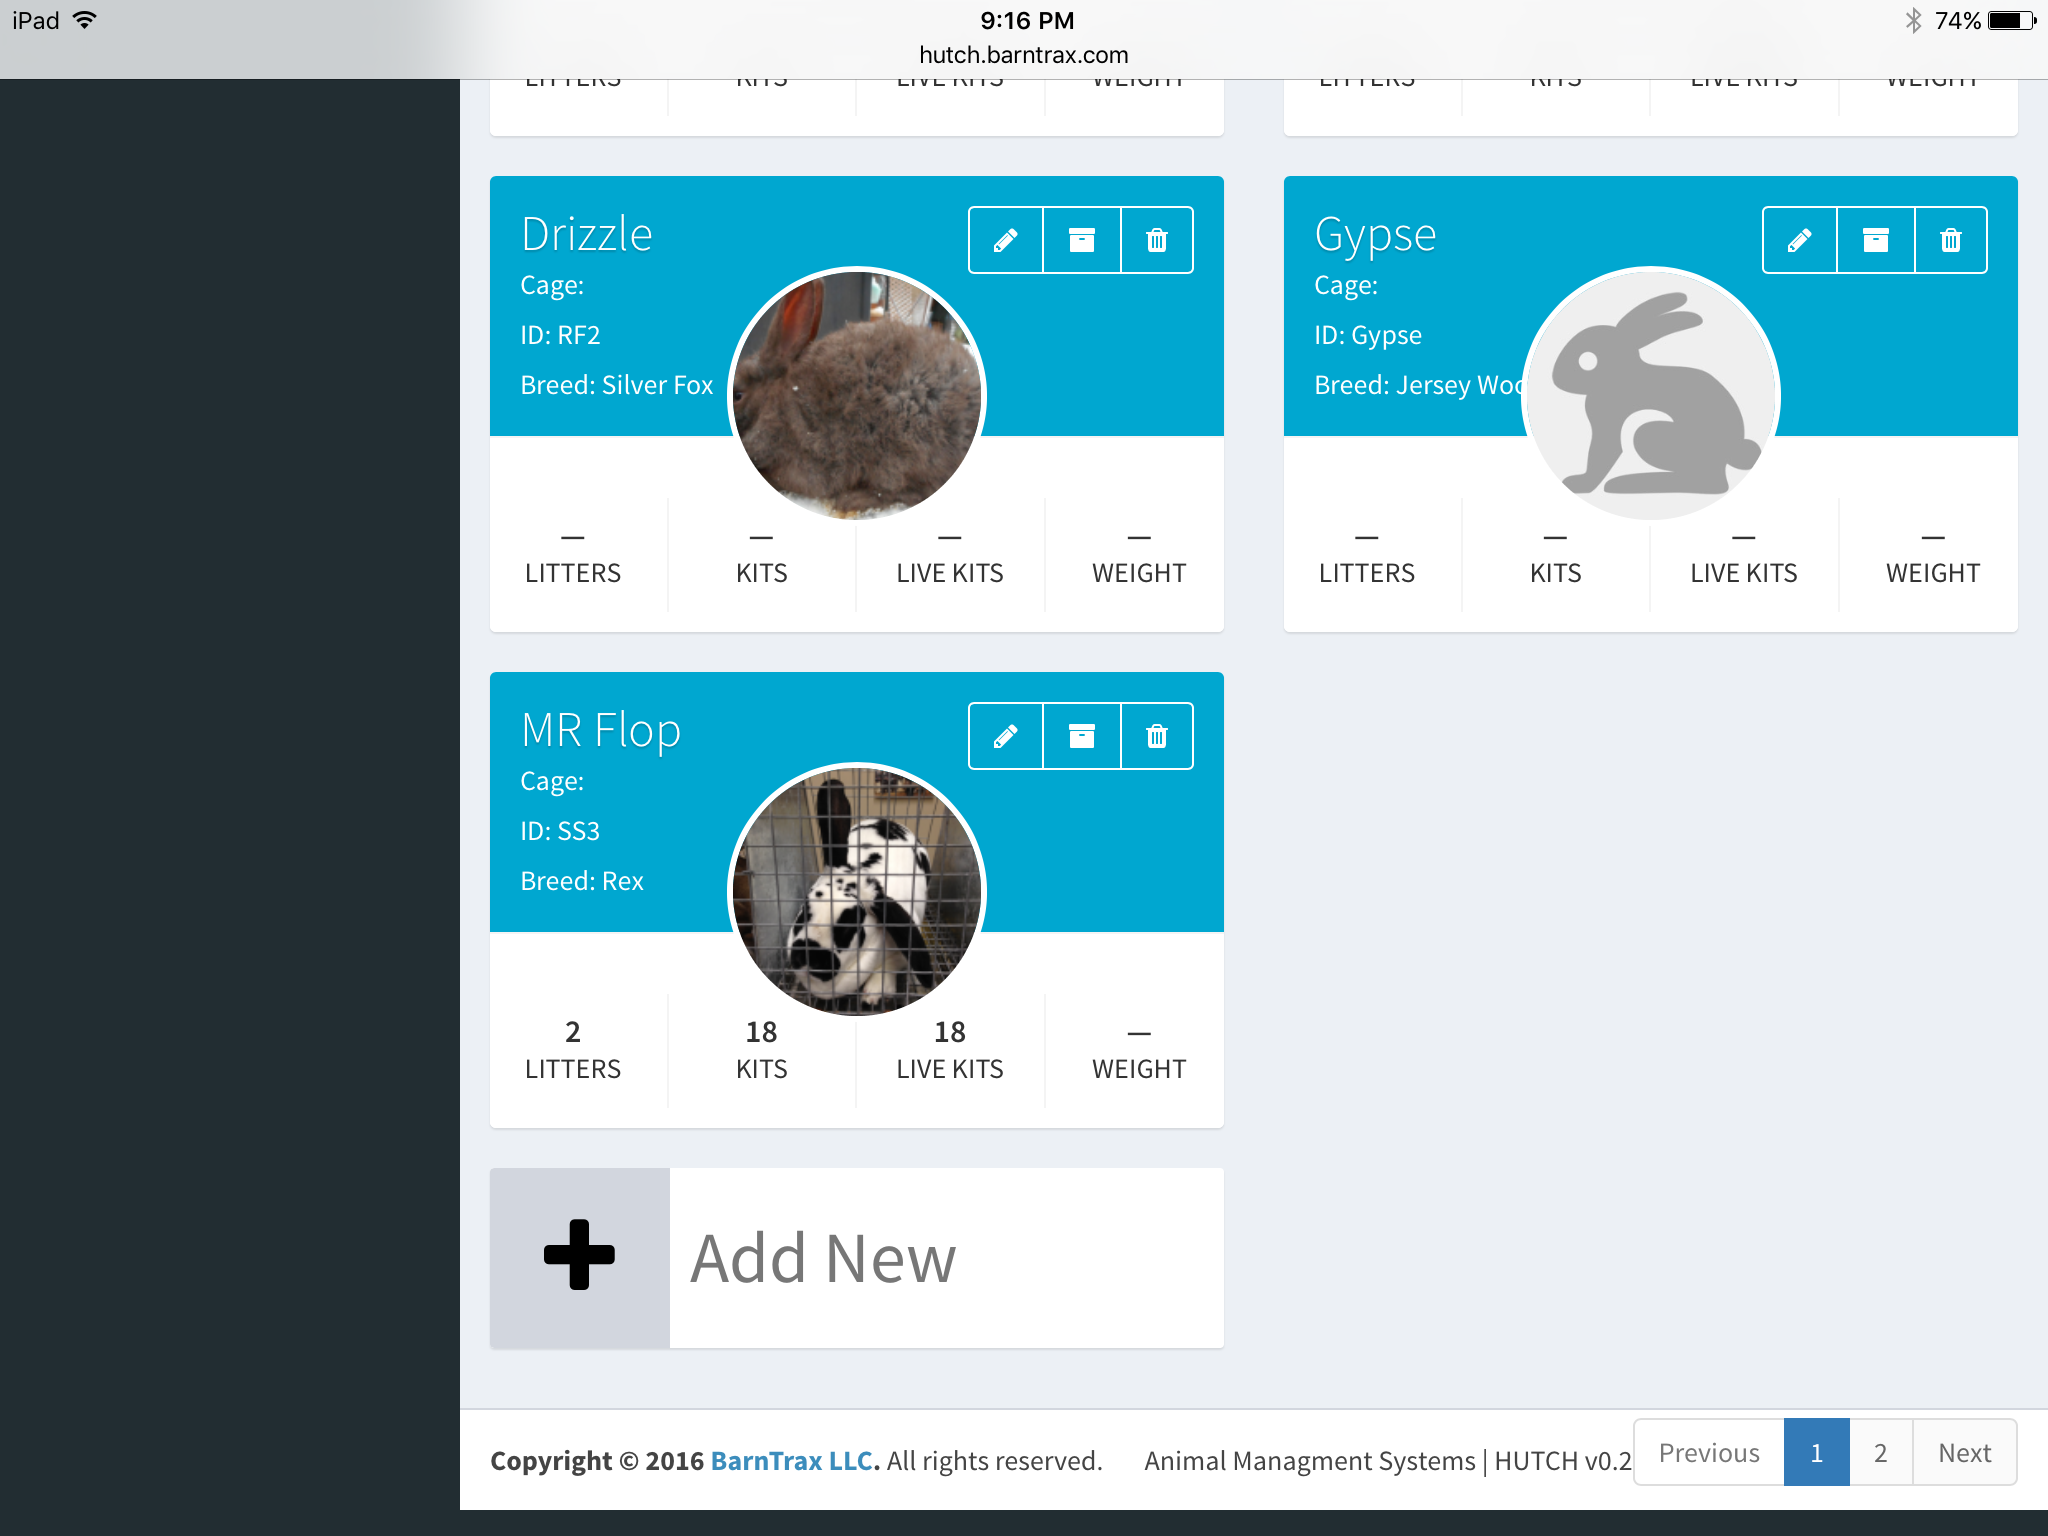 iPad 9:16 PM 74%
hutch.barntrax.com
LITTERS KITS LIVE KITS WEIGHT LITTERS KITS LIVE KITS WEIGHT
Drizzle
Cage:
ID: RF2
Breed: Silver Fox
— — — —
LITTERS KITS LIVE KITS WEIGHT
Gypse
Cage:
ID: Gypse
Breed: Jersey Woo
— — — —
LITTERS KITS LIVE KITS WEIGHT
MR Flop
Cage:
ID: SS3
Breed: Rex
2 18 18 —
LITTERS KITS LIVE KITS WEIGHT
Add New
Copyright © 2016 BarnTrax LLC. All rights reserved. Animal Managment Systems | HUTCH v0.2 Previous 1 2 Next